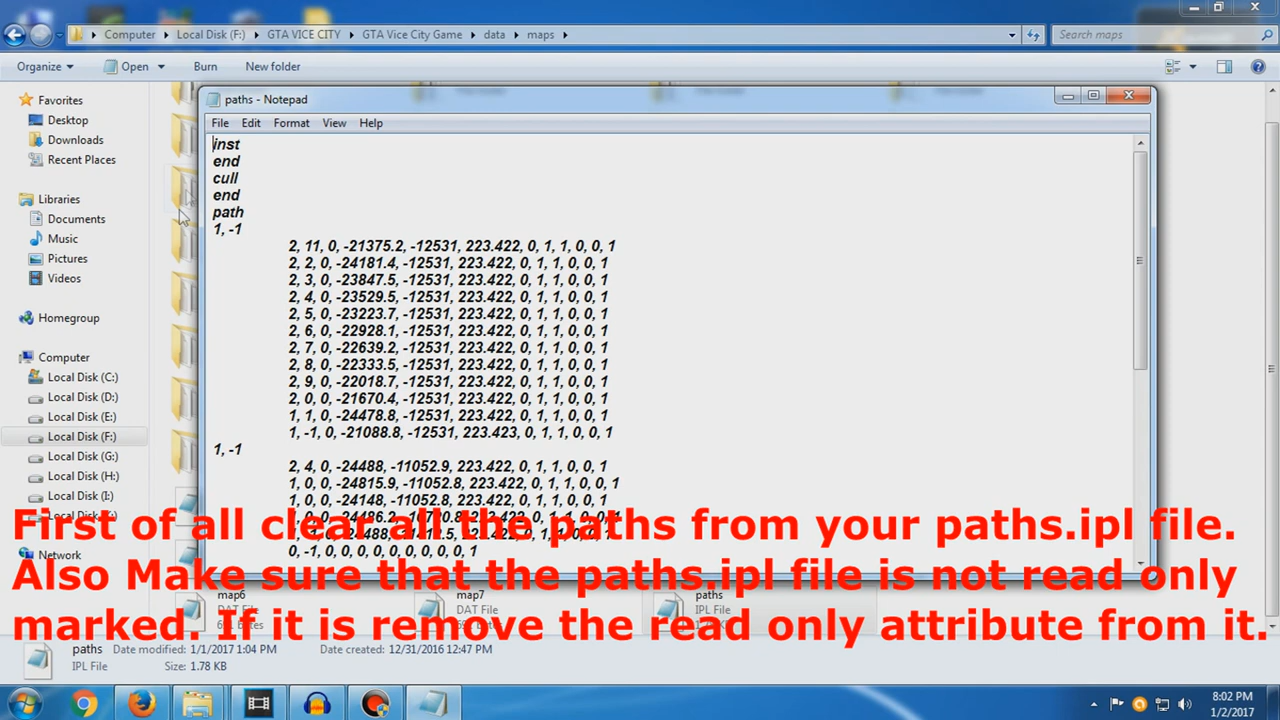 Computer Local Disk (F:) GTA VICE CITY GTA Vice City Game data maps
Search maps
Organize Open Burn New folder
paths - Notepad
File Edit Format View Help
Favorites
Desktop
Downloads
Recent Places
Libraries
Documents
Music
Pictures
Videos
Homegroup
Computer
Local Disk (C:)
Local Disk (D:)
Local Disk (E:)
Local Disk (F:)
Local Disk (G:)
Local Disk (H:)
Local Disk (I:)
Network
inst
end
cull
end
path
1, -1
2, 11, 0, -21375.2, -12531, 223.422, 0, 1, 1, 0, 0, 1
2, 2, 0, -24181.4, -12531, 223.422, 0, 1, 1, 0, 0, 1
2, 3, 0, -23847.5, -12531, 223.422, 0, 1, 1, 0, 0, 1
2, 4, 0, -23529.5, -12531, 223.422, 0, 1, 1, 0, 0, 1
2, 5, 0, -23223.7, -12531, 223.422, 0, 1, 1, 0, 0, 1
2, 6, 0, -22928.1, -12531, 223.422, 0, 1, 1, 0, 0, 1
2, 7, 0, -22639.2, -12531, 223.422, 0, 1, 1, 0, 0, 1
2, 8, 0, -22333.5, -12531, 223.422, 0, 1, 1, 0, 0, 1
2, 9, 0, -22018.7, -12531, 223.422, 0, 1, 1, 0, 0, 1
2, 0, 0, -21670.4, -12531, 223.422, 0, 1, 1, 0, 0, 1
1, 1, 0, -24478.8, -12531, 223.422, 0, 1, 1, 0, 0, 1
1, -1, 0, -21088.8, -12531, 223.423, 0, 1, 1, 0, 0, 1
1, -1
2, 4, 0, -24488, -11052.9, 223.422, 0, 1, 1, 0, 0, 1
1, 0, 0, -24815.9, -11052.8, 223.422, 0, 1, 1, 0, 0, 1
1, 0, 0, -24148, -11052.8, 223.422, 0, 1, 1, 0, 0, 1
0, -1, 0, 0, 0, 0, 0, 0, 0, 0, 0, 1
First of all clear all the paths from your paths.ipl file.
Also Make sure that the paths.ipl file is not read only
marked. If it is remove the read only attribute from it.
map6
DAT File
map7
DAT File
paths
IPL File
paths Date modified: 1/1/2017 1:04 PM Date created: 12/31/2016 12:47 PM
IPL File Size: 1.78 KB
8:02 PM
1/2/2017